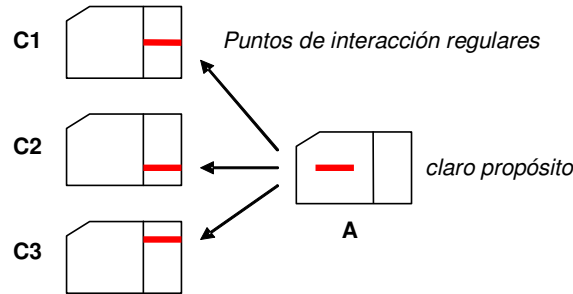 C1
Puntos de interacción regulares
C2
claro propósito
A
C3